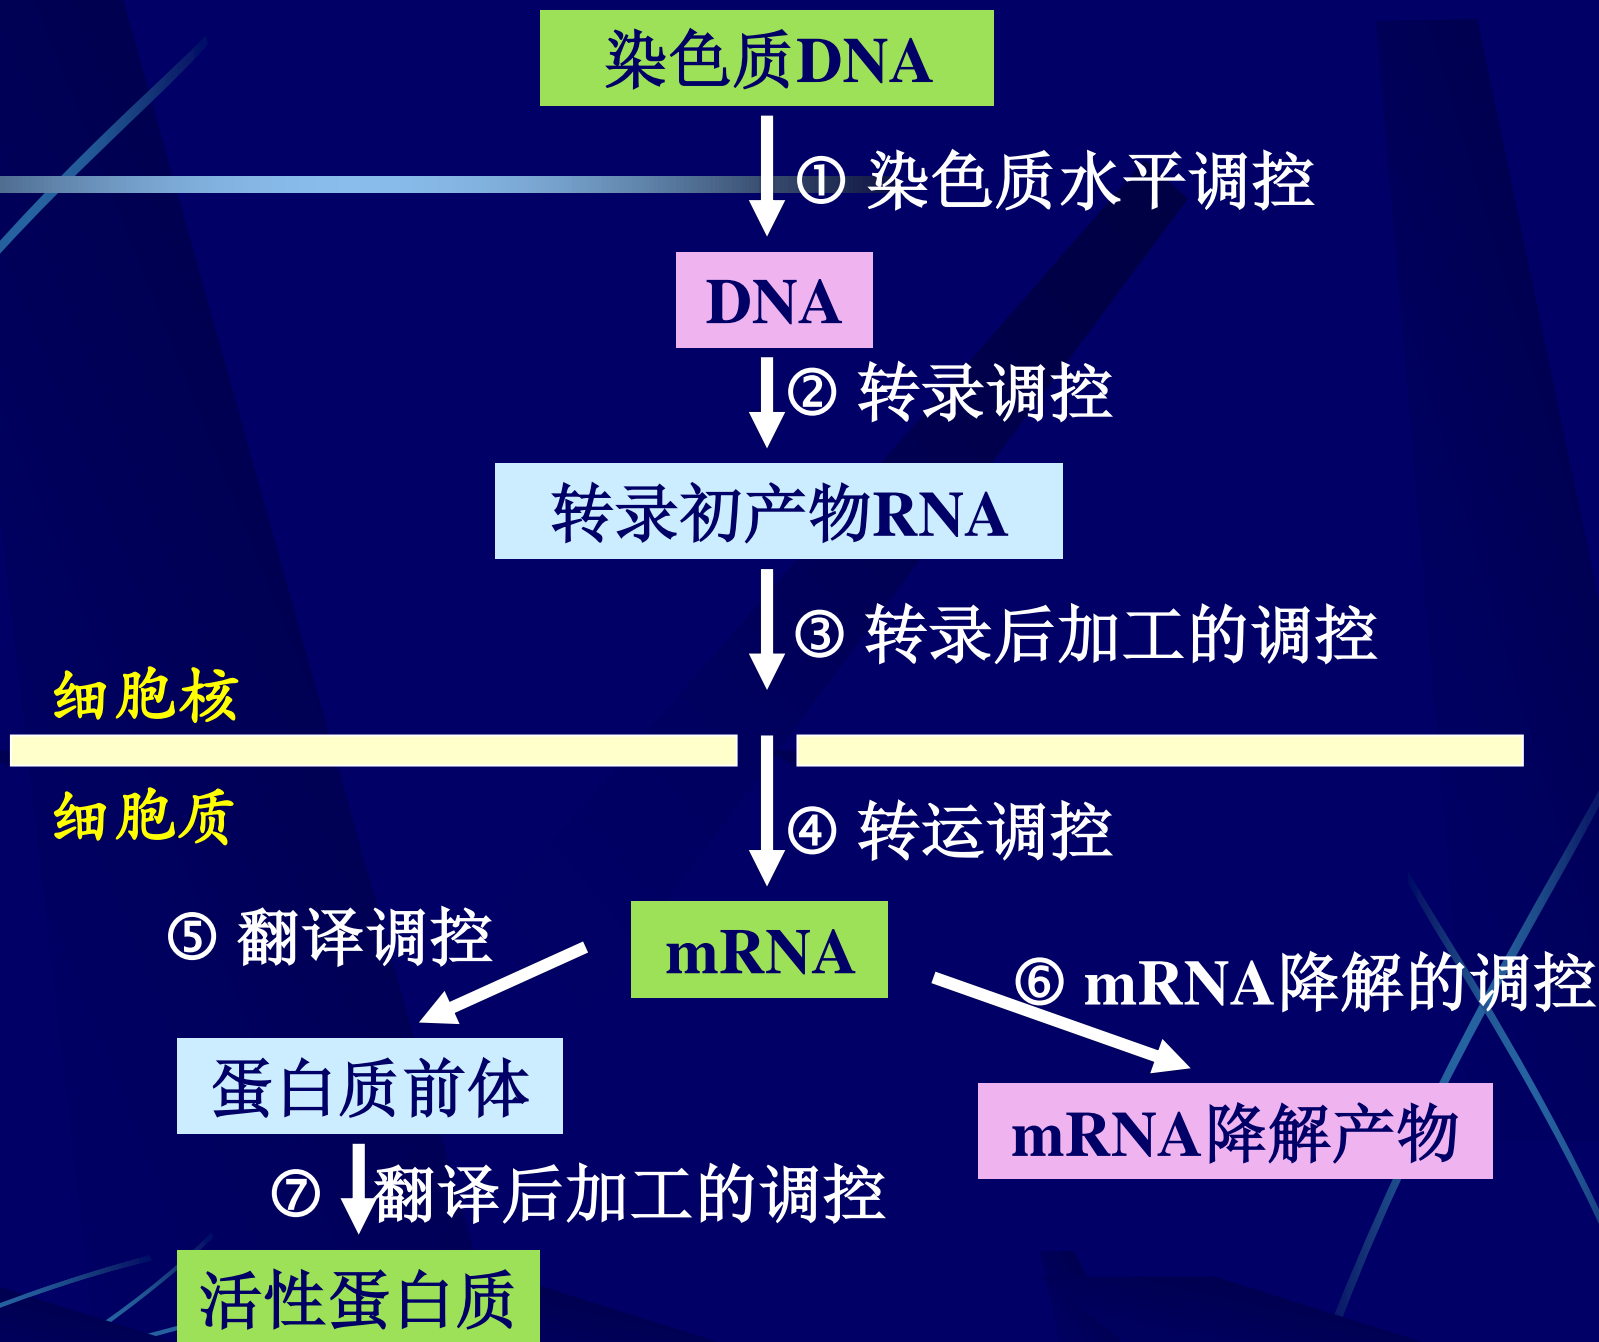 染色质DNA
① 染色质水平调控
DNA
② 转录调控
转录初产物RNA
③ 转录后加工的调控
细胞核
细胞质
④ 转运调控
⑤ 翻译调控
mRNA
⑥ mRNA降解的调控
蛋白质前体
mRNA降解产物
⑦ 翻译后加工的调控
活性蛋白质